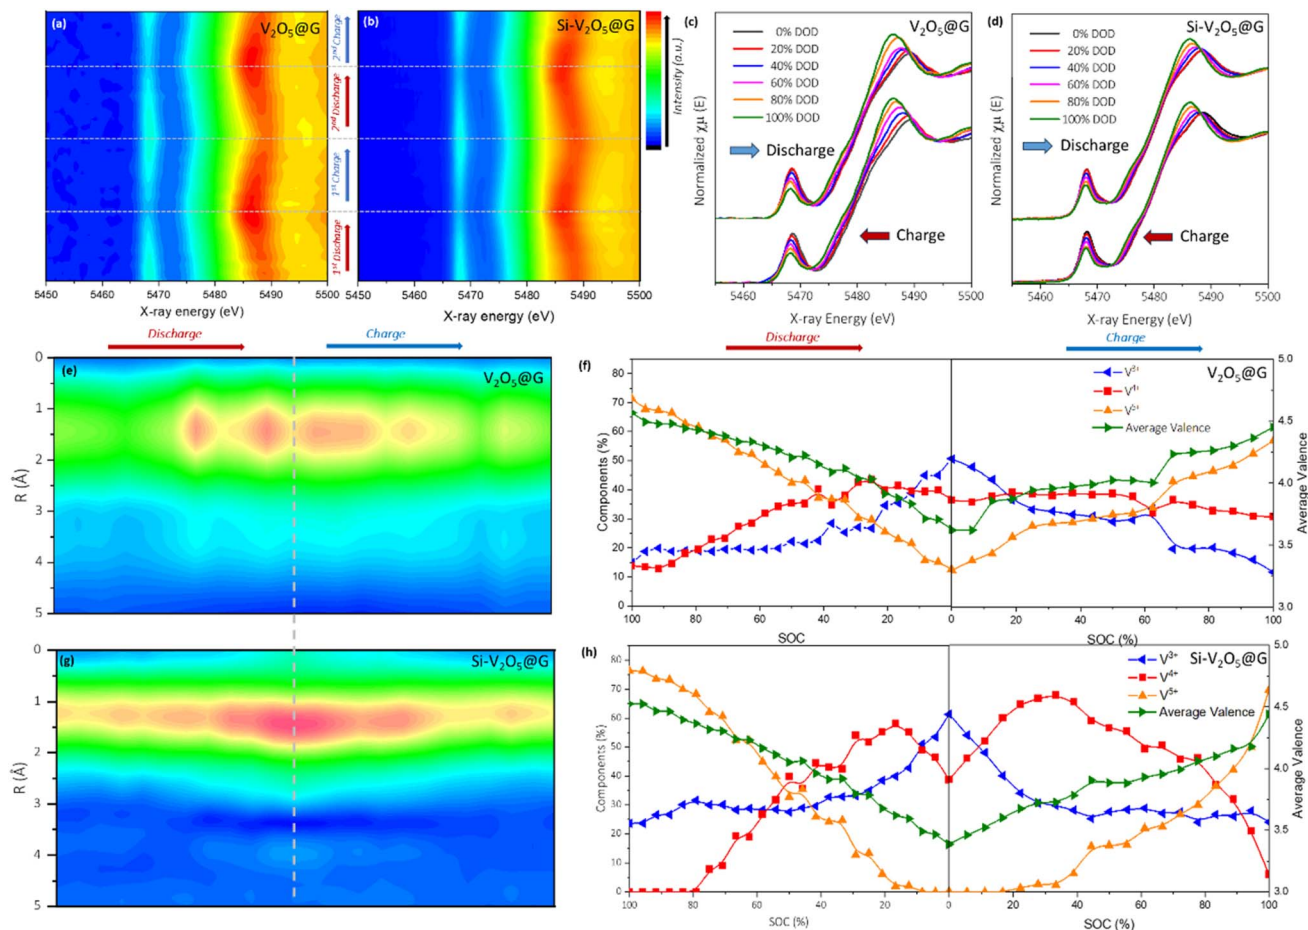 (a)
V₂O₅@G
(b)
Si-V₂O₅@G
1st Discharge
1st Charge
2nd Discharge
2nd Charge
Intensity (a.u.)
5450 5460 5470 5480 5490 5500
X-ray energy (eV)
5450 5460 5470 5480 5490 5500
X-ray energy (eV)
(c)
V₂O₅@G
0% DOD
20% DOD
40% DOD
60% DOD
80% DOD
100% DOD
Discharge
Charge
Normalized χμ (E)
5460 5470 5480 5490 5500
X-ray Energy (eV)
(d)
Si-V₂O₅@G
0% DOD
20% DOD
40% DOD
60% DOD
80% DOD
100% DOD
Discharge
Charge
Normalized χμ (E)
5460 5470 5480 5490 5500
X-ray Energy (eV)
Discharge
Charge
(e)
V₂O₅@G
0
1
2
3
4
5
R (Å)
Discharge
Charge
(f)
V₂O₅@G
V³⁺
V⁴⁺
V⁵⁺
Average Valence
Components (%)
0 10 20 30 40 50 60 70 80
Average Valence
3.0 3.5 4.0 4.5 5.0
100 80 60 40 20 0 20 40 60 80 100
SOC
SOC (%)
(g)
Si-V₂O₅@G
0
1
2
3
4
5
R (Å)
(h)
Si-V₂O₅@G
V³⁺
V⁴⁺
V⁵⁺
Average Valence
Components (%)
0 10 20 30 40 50 60 70 80
Average Valence
3.0 3.5 4.0 4.5 5.0
100 80 60 40 20 0 20 40 60 80 100
SOC (%)
SOC (%)